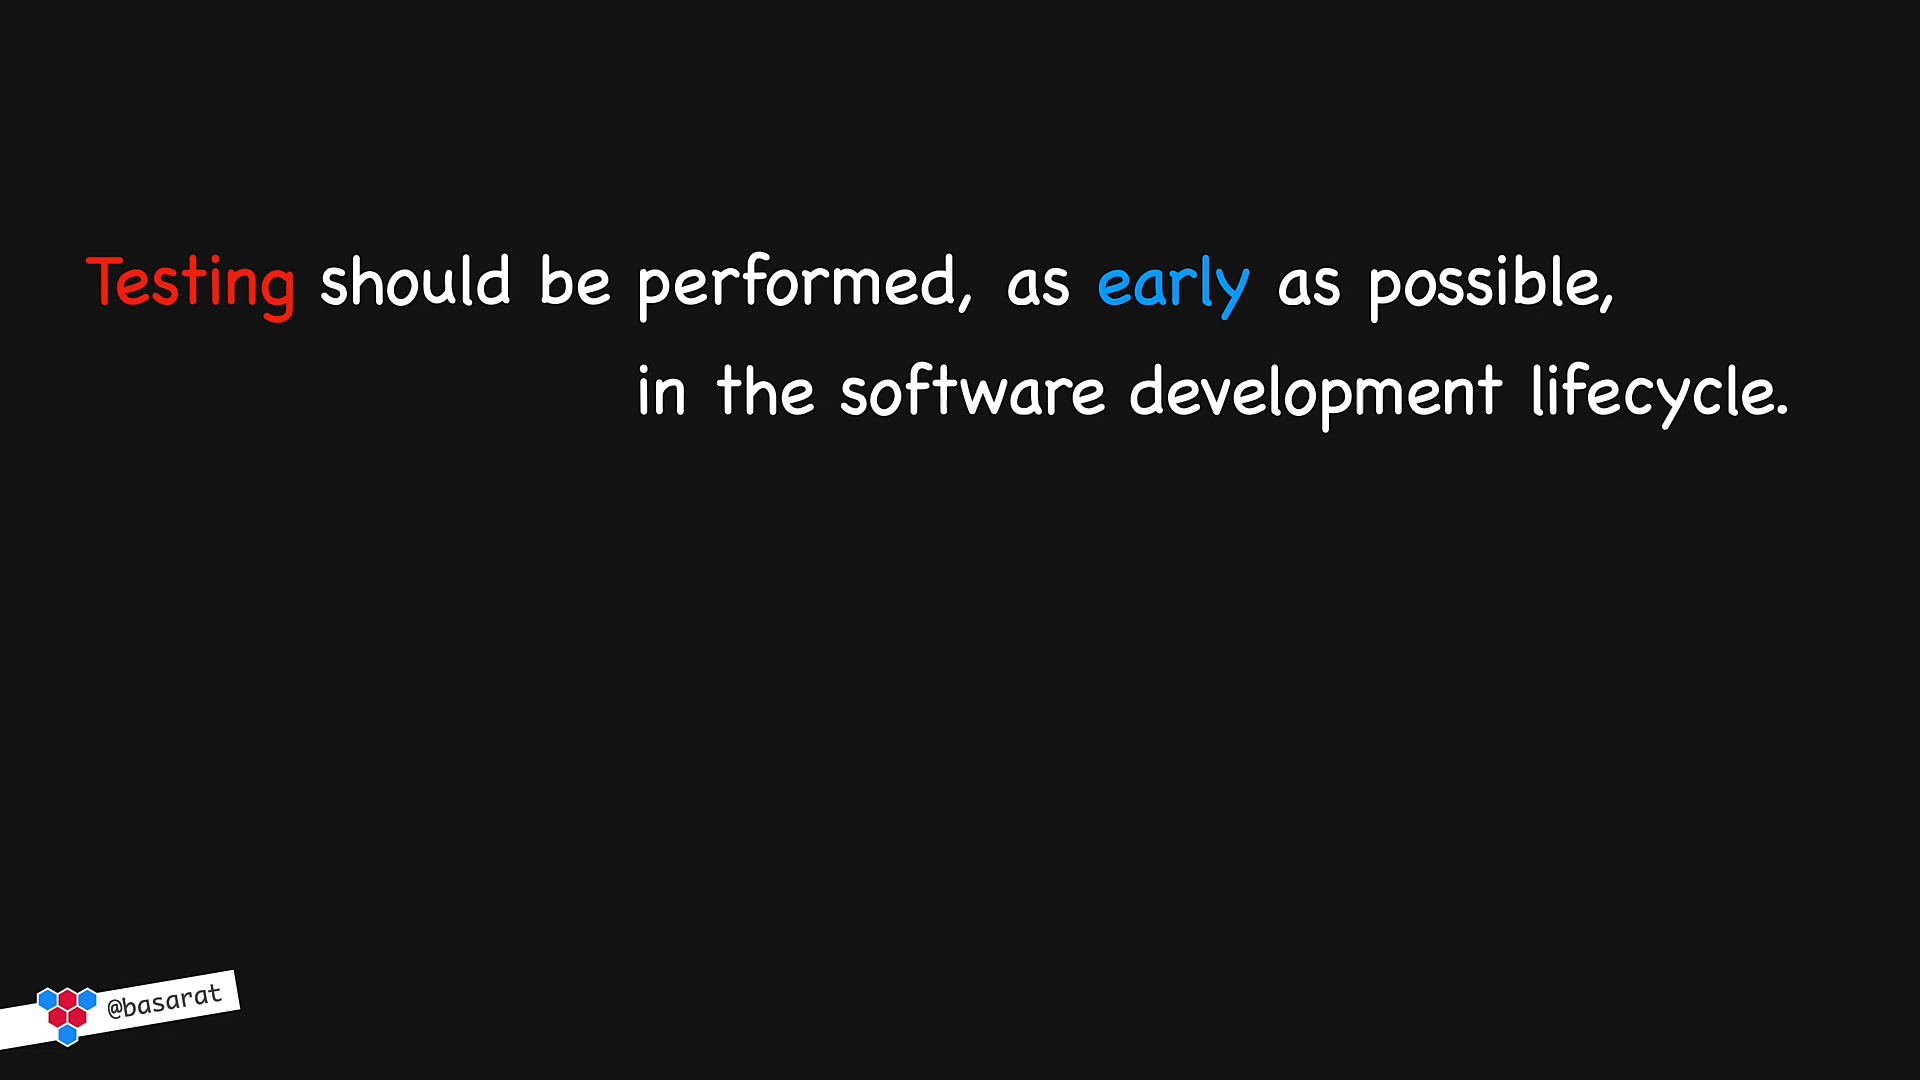 Testing should be performed, as early as possible,
in the software development lifecycle.
@basarat